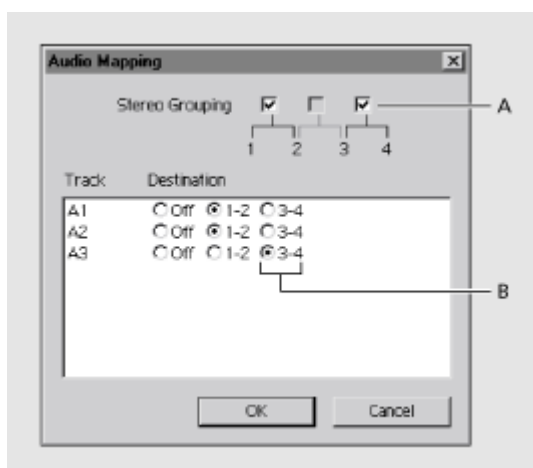 Audio Mapping
Stereo Grouping
A
1 2 3 4
Track Destination
A1 Off 1-2 3-4
A2 Off 1-2 3-4
A3 Off 1-2 3-4
B
OK Cancel